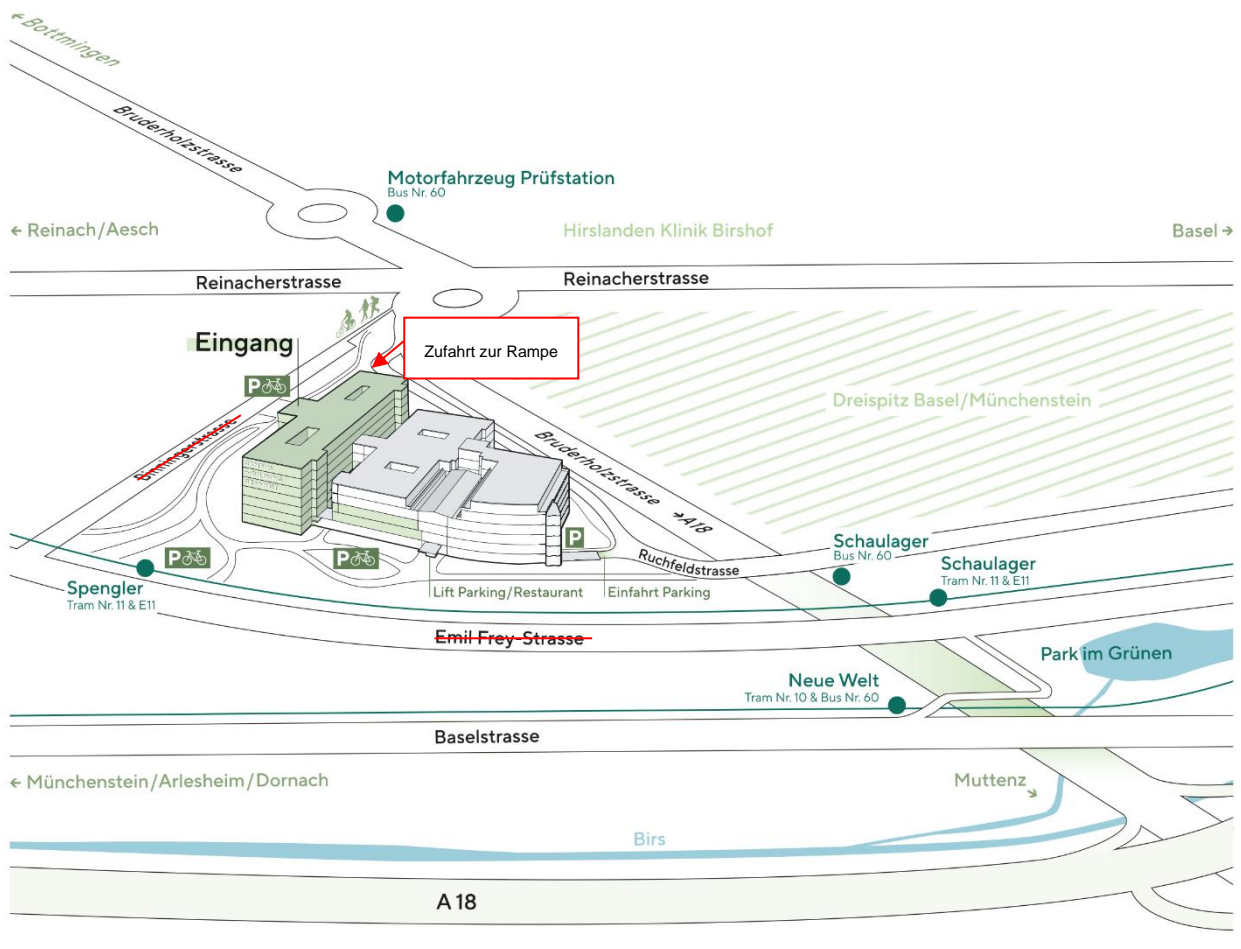 ← Bottmingen
Bruderholzstrasse
Motorfahrzeug Prüfstation
Bus Nr. 60
← Reinach/Aesch
Hirslanden Klinik Birshof
Basel →
Reinacherstrasse
Reinacherstrasse
Eingang
Zufahrt zur Rampe
P
Dreispitz Basel/Münchenstein
Binningerstrasse
Bruderholzstrasse → A18
P
P
P
Ruchfeldstrasse
Schaulager
Bus Nr. 60
Schaulager
Tram Nr. 11 & E11
Spengler
Tram Nr. 11 & E11
Lift Parking/Restaurant
Einfahrt Parking
Emil Frey-Strasse
Park im Grünen
Neue Welt
Tram Nr. 10 & Bus Nr. 60
Baselstrasse
← Münchenstein/Arlesheim/Dornach
Muttenz
Birs
A 18